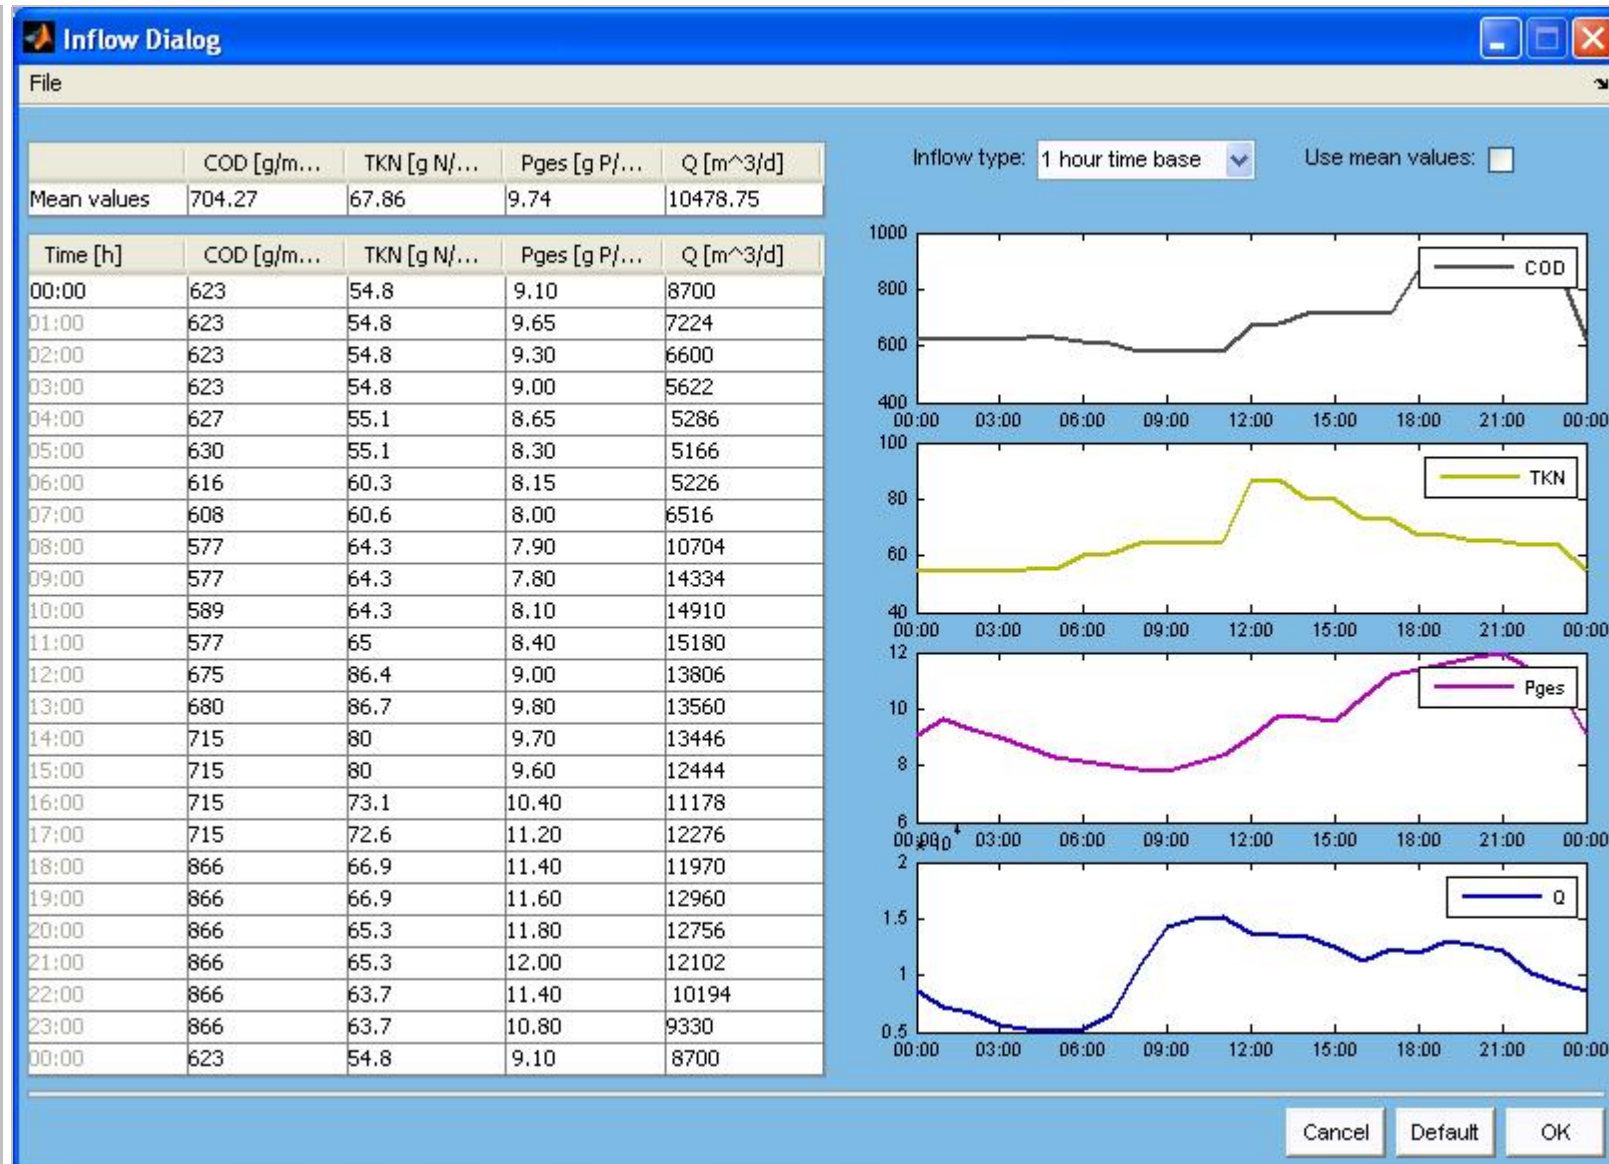 Inflow Dialog
File
COD [g/m... TKN [g N/... Pges [g P/... Q [m^3/d]
Mean values 704.27 67.86 9.74 10478.75
Time [h] COD [g/m... TKN [g N/... Pges [g P/... Q [m^3/d]
00:00 623 54.8 9.10 8700
01:00 623 54.8 9.65 7224
02:00 623 54.8 9.30 6600
03:00 623 54.8 9.00 5622
04:00 627 55.1 8.65 5286
05:00 630 55.1 8.30 5166
06:00 616 60.3 8.15 5226
07:00 608 60.6 8.00 6516
08:00 577 64.3 7.90 10704
09:00 577 64.3 7.80 14334
10:00 589 64.3 8.10 14910
11:00 577 65 8.40 15180
12:00 675 86.4 9.00 13806
13:00 680 86.7 9.80 13560
14:00 715 80 9.70 13446
15:00 715 80 9.60 12444
16:00 715 73.1 10.40 11178
17:00 715 72.6 11.20 12276
18:00 866 66.9 11.40 11970
19:00 866 66.9 11.60 12960
20:00 866 65.3 11.80 12756
21:00 866 65.3 12.00 12102
22:00 866 63.7 11.40 10194
23:00 866 63.7 10.80 9330
00:00 623 54.8 9.10 8700
Inflow type: 1 hour time base Use mean values:
1000
COD
800
600
400
00:00 03:00 06:00 09:00 12:00 15:00 18:00 21:00 00:00
100
TKN
80
60
40
00:00 03:00 06:00 09:00 12:00 15:00 18:00 21:00 00:00
12
Pges
10
8
6
00:00 03:00 06:00 09:00 12:00 15:00 18:00 21:00 00:00
x 10^4
2
Q
1.5
1
0.5
00:00 03:00 06:00 09:00 12:00 15:00 18:00 21:00 00:00
Cancel Default OK